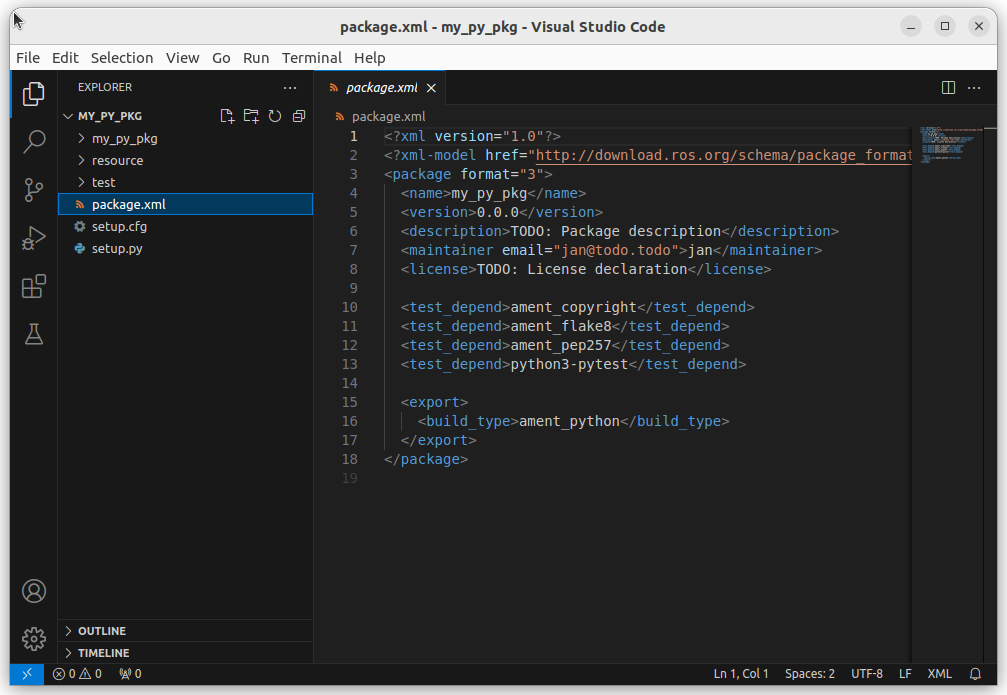 package.xml - my_py_pkg - Visual Studio Code
File Edit Selection View Go Run Terminal Help
EXPLORER
MY_PY_PKG
my_py_pkg
resource
test
package.xml
setup.cfg
setup.py
OUTLINE
TIMELINE
package.xml
package.xml
1 <?xml version="1.0"?>
2 <?xml-model href="http://download.ros.org/schema/package_format
3 <package format="3">
4 <name>my_py_pkg</name>
5 <version>0.0.0</version>
6 <description>TODO: Package description</description>
7 <maintainer email="jan@todo.todo">jan</maintainer>
8 <license>TODO: License declaration</license>
9
10 <test_depend>ament_copyright</test_depend>
11 <test_depend>ament_flake8</test_depend>
12 <test_depend>ament_pep257</test_depend>
13 <test_depend>python3-pytest</test_depend>
14
15 <export>
16 <build_type>ament_python</build_type>
17 </export>
18 </package>
19
0 0 0 Ln 1, Col 1 Spaces: 2 UTF-8 LF XML